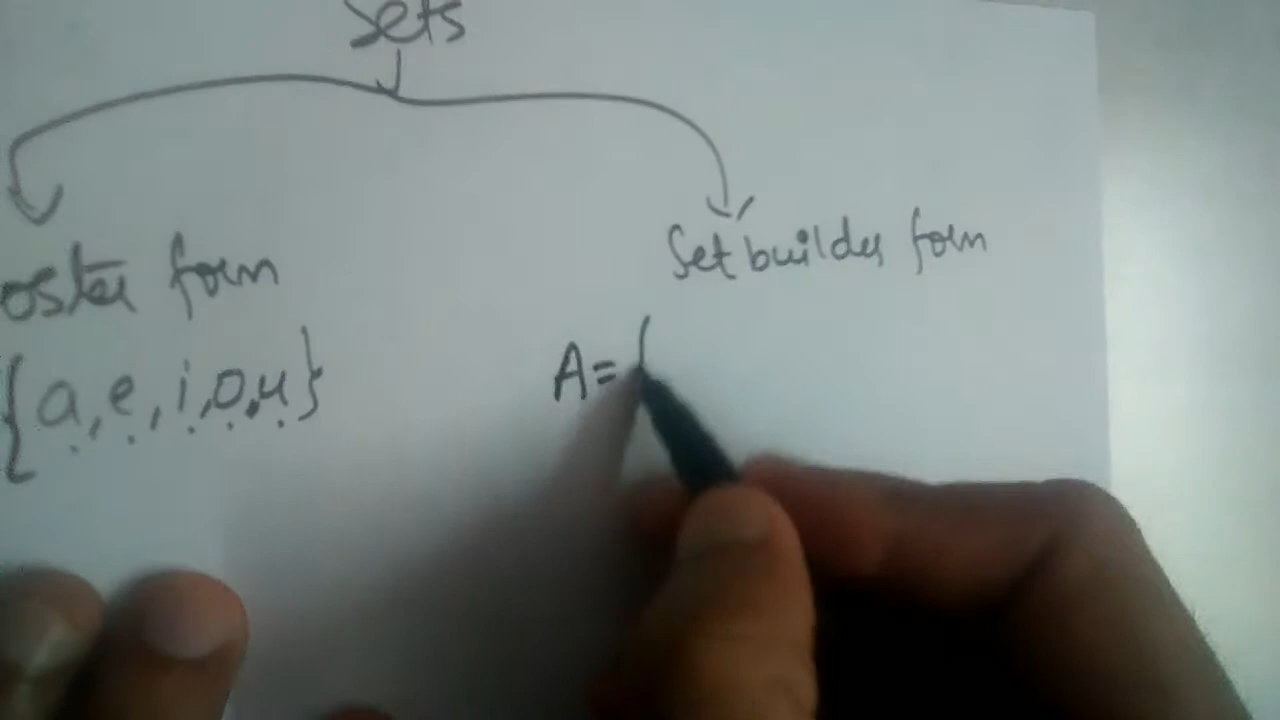 Sets
oster form
Set builder form
{a, e, i, o, u}
A = {